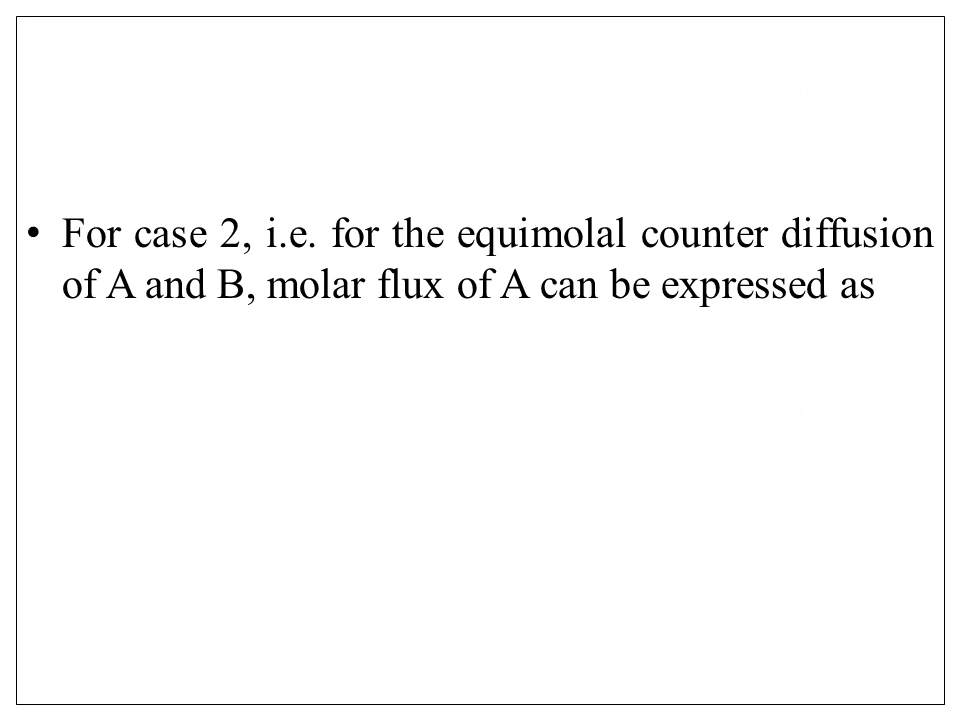 • For case 2, i.e. for the equimolal counter diffusion
of A and B, molar flux of A can be expressed as